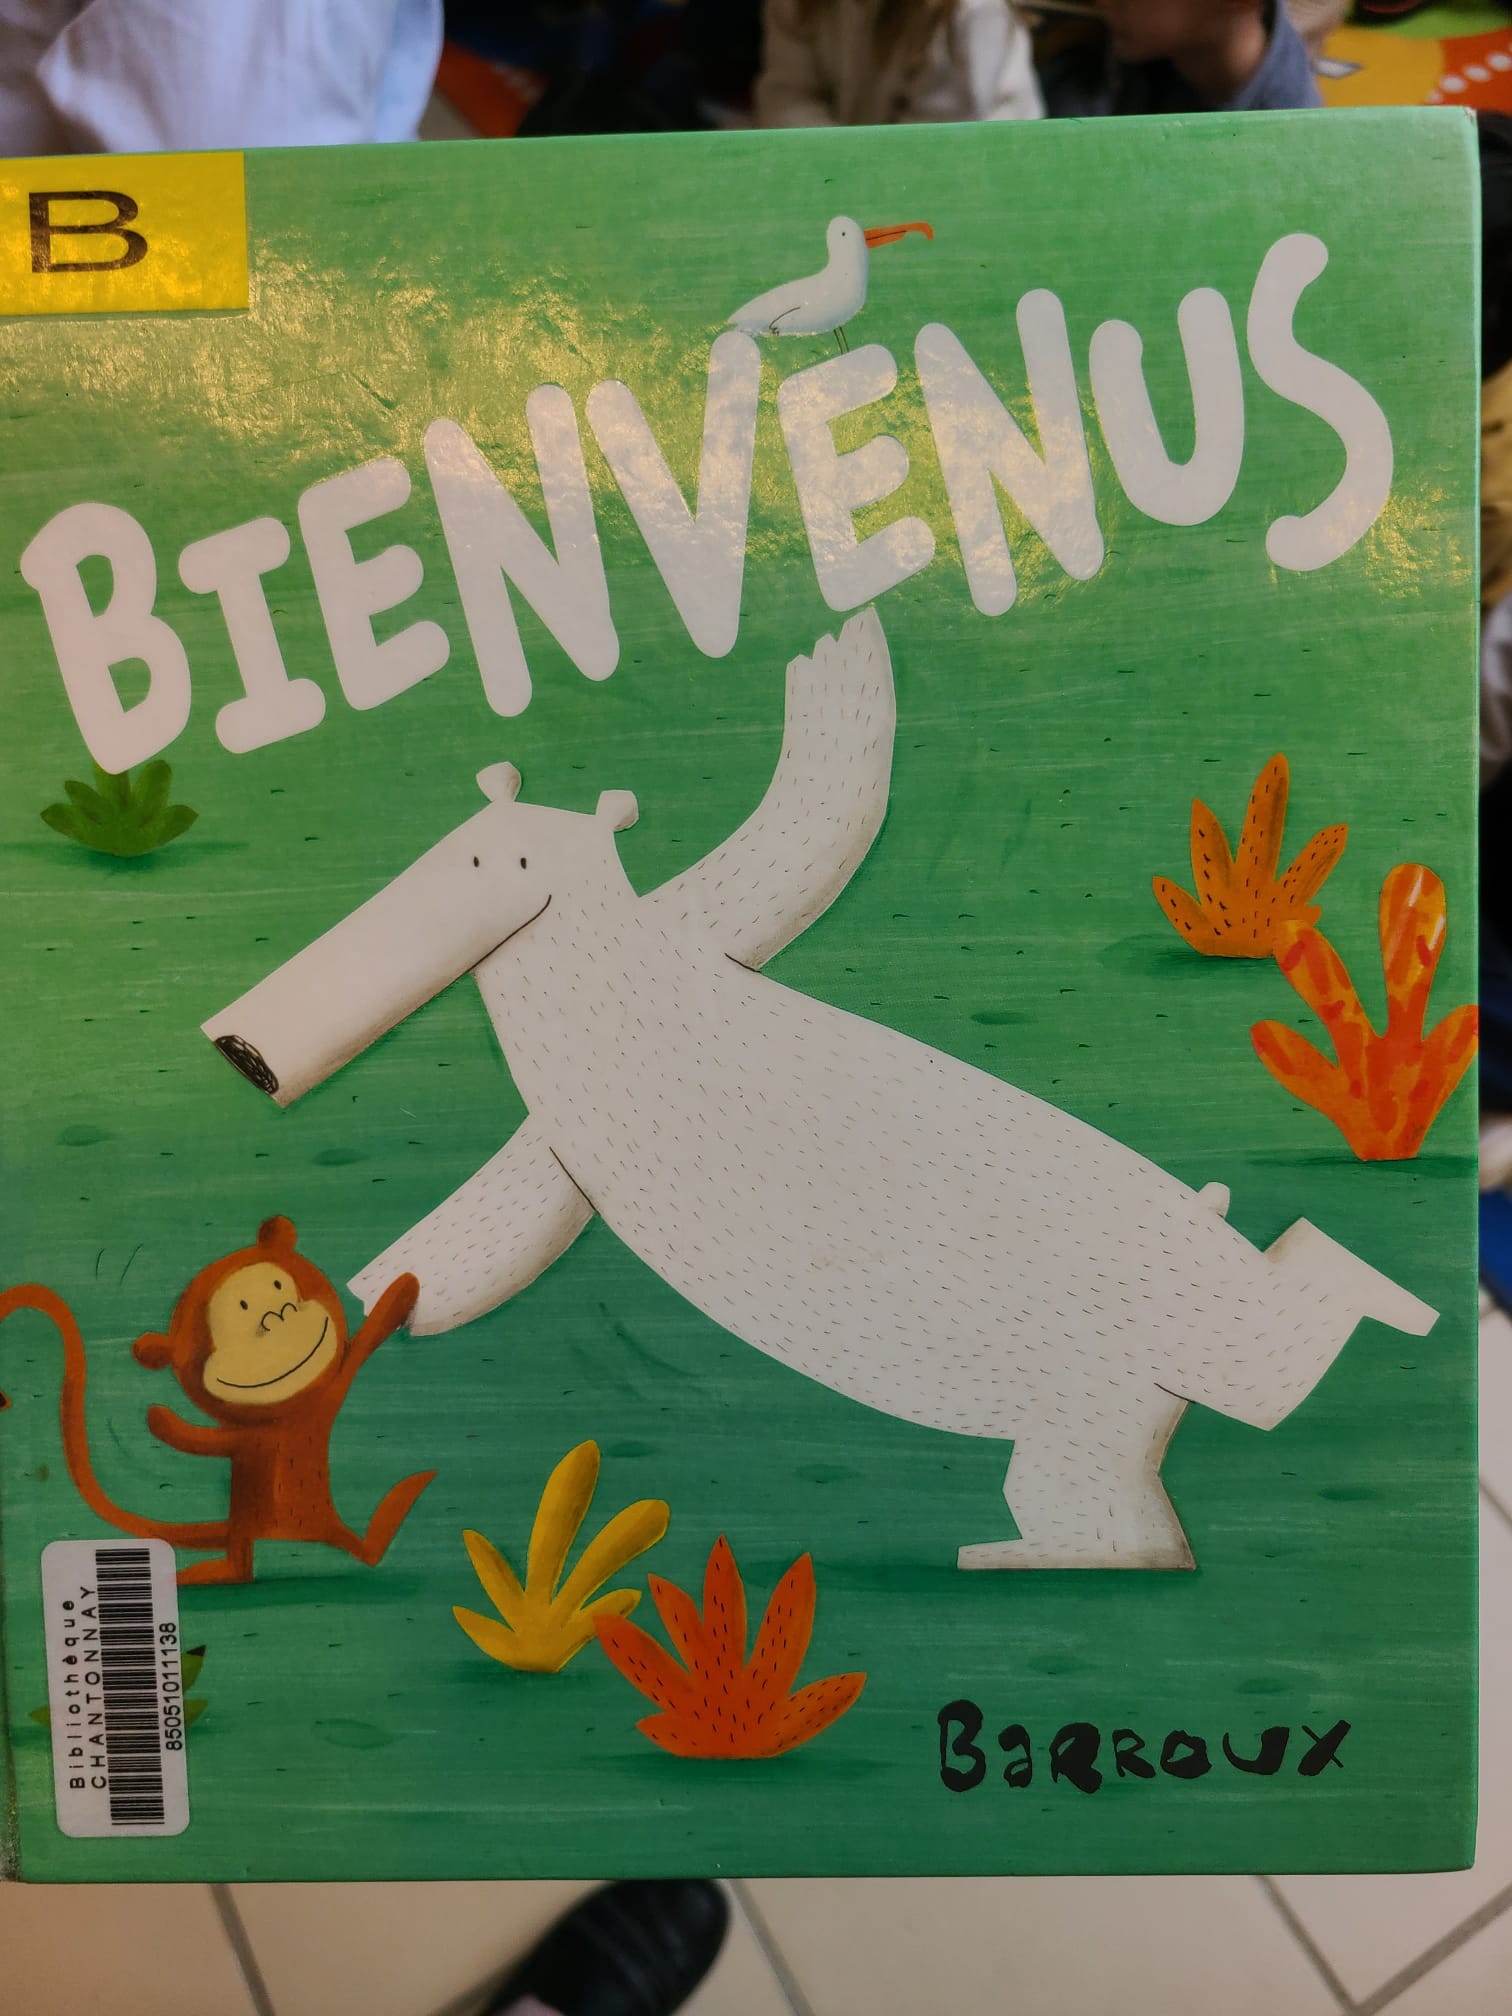 B
BIENVENUS
Bibliothèque
CHANTONNAY
85051011138
BARROUX